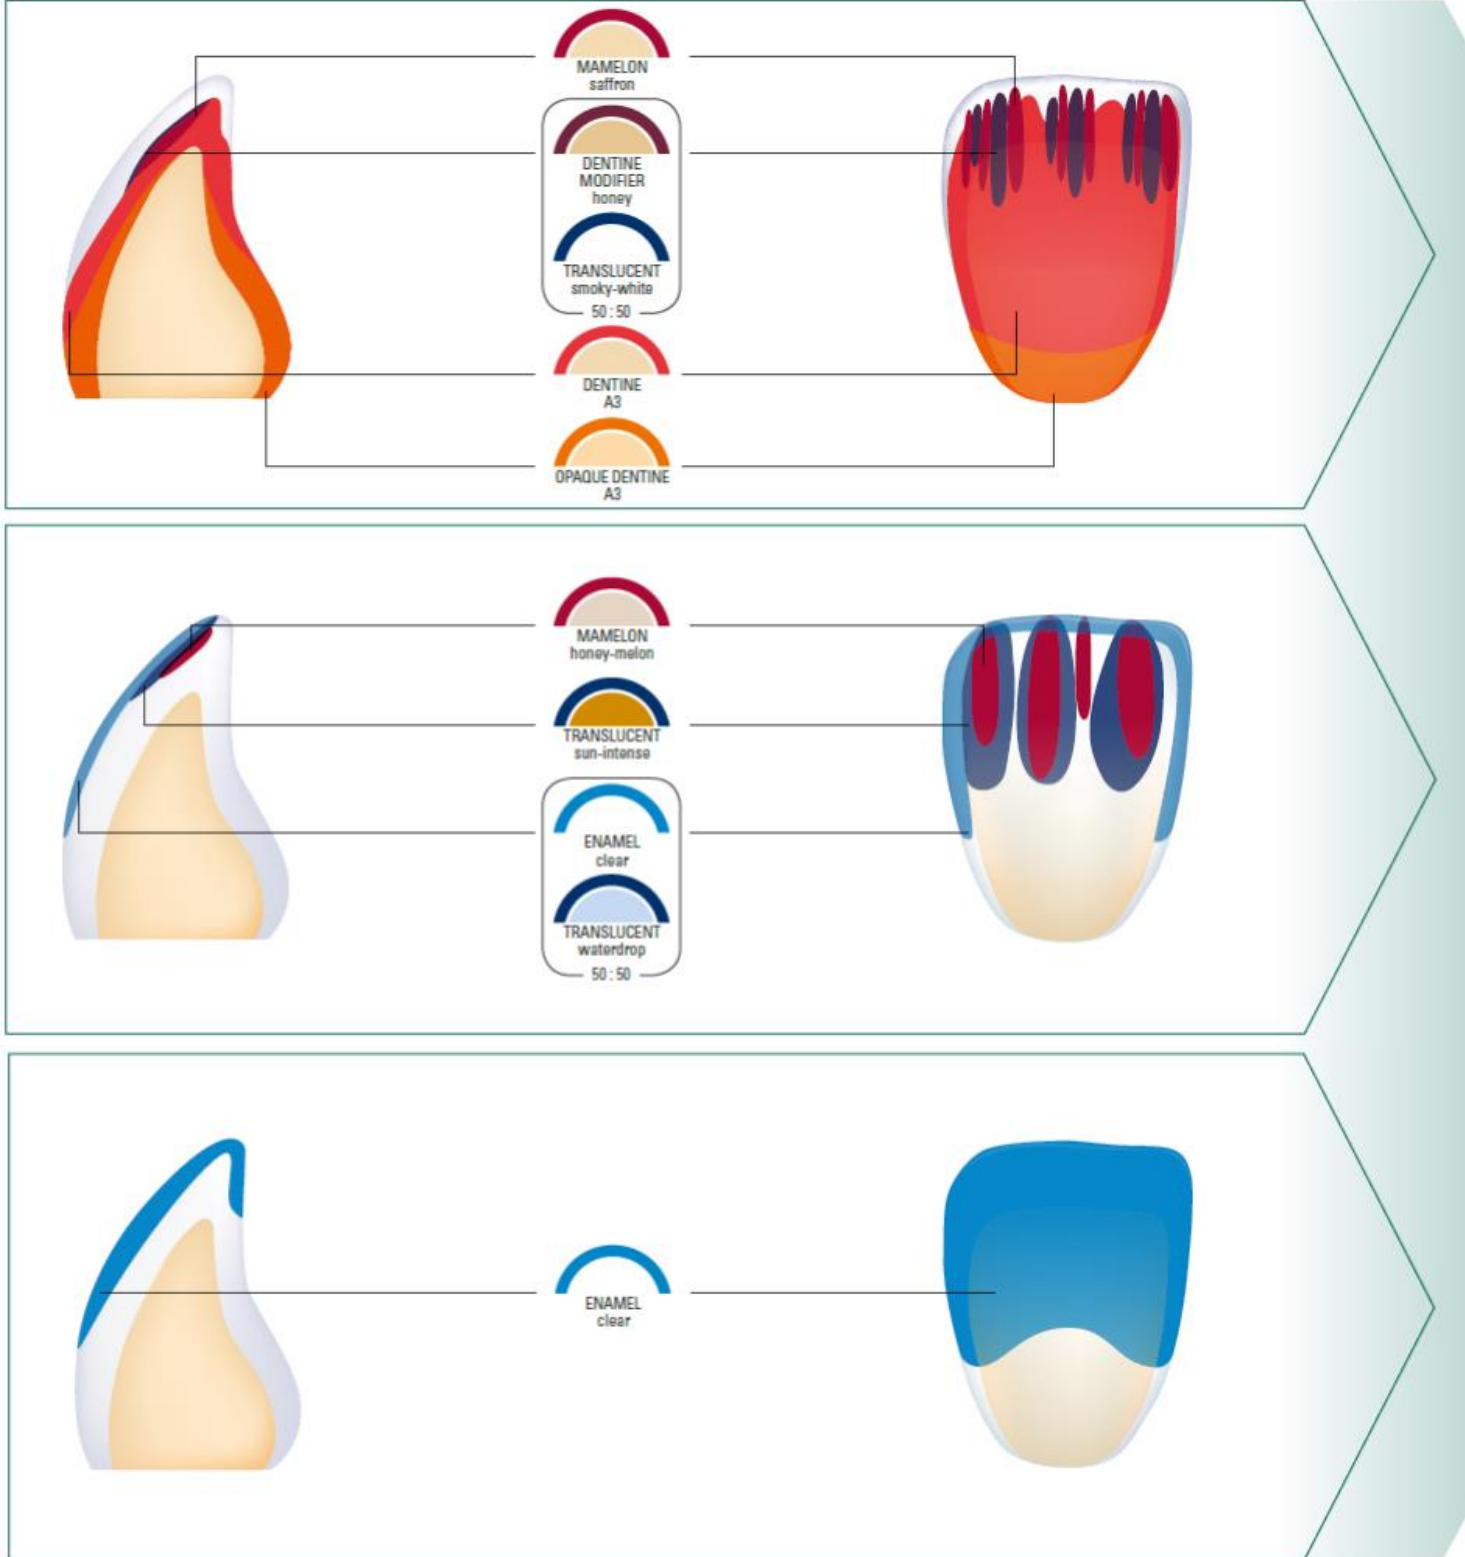 MAMELON
saffron
DENTINE
MODIFIER
honey
TRANSLUCENT
smoky-white
50 : 50
DENTINE
A3
OPAQUE DENTINE
A3
MAMELON
honey-melon
TRANSLUCENT
sun-intense
ENAMEL
clear
TRANSLUCENT
waterdrop
50 : 50
ENAMEL
clear